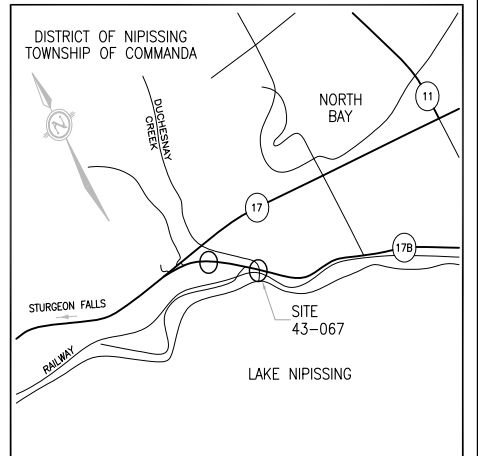 DISTRICT OF NIPISSING
TOWNSHIP OF COMMANDA
N
DUCHESNAY
CREEK
NORTH
BAY
11
17
17B
STURGEON FALLS
SITE
43-067
RAILWAY
LAKE NIPISSING